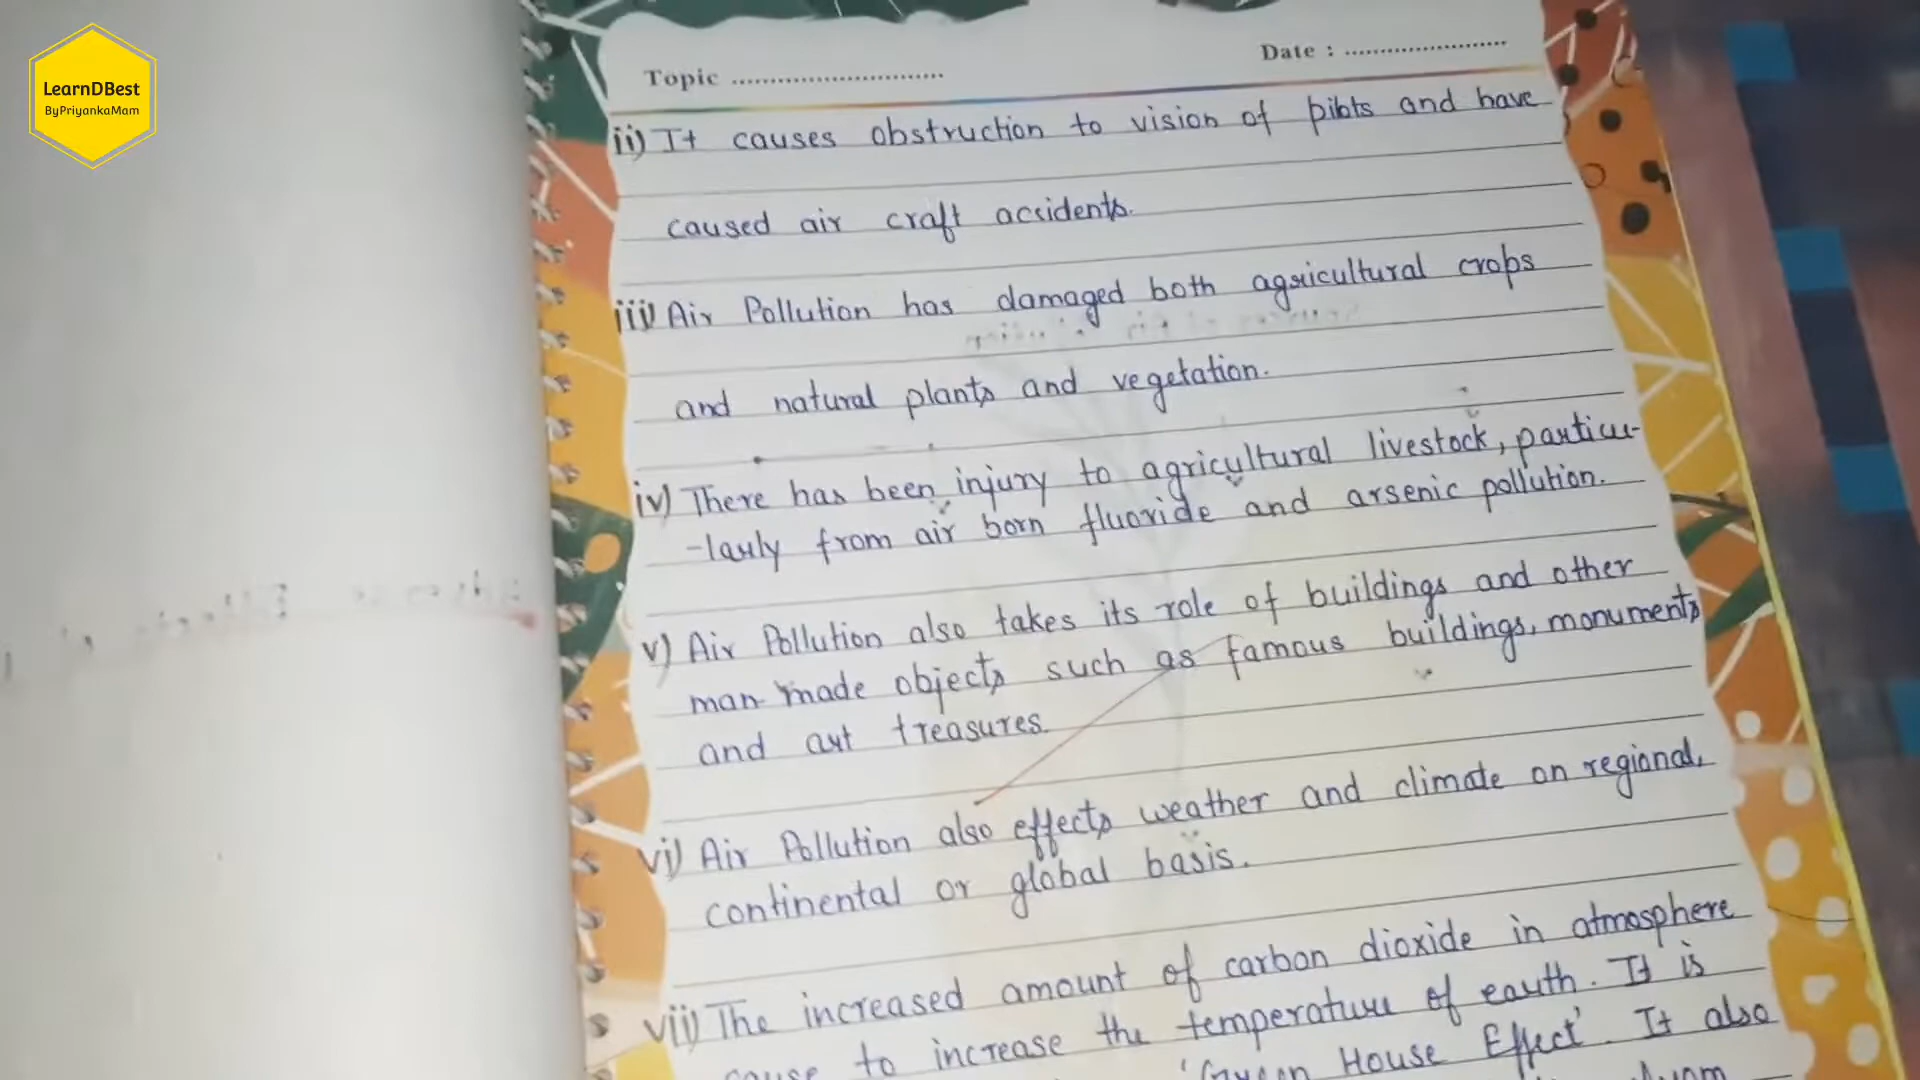 LearnDBest
ByPriyankaMam
Topic ..............................
Date : .........................
ii) It causes obstruction to vision of pilots and have
caused air craft accidents.
iii) Air Pollution has damaged both agricultural crops
and natural plants and vegetation.
iv) There has been injury to agricultural livestock, particu-
-larly from air born fluoride and arsenic pollution.
v) Air Pollution also takes its role of buildings and other
man made objects such as famous buildings, monuments
and art treasures.
vi) Air Pollution also effects weather and climate on regional,
continental or global basis.
vii) The increased amount of carbon dioxide in atmosphere
cause to increase the temperature of earth. It is
'Green House Effect'. It also